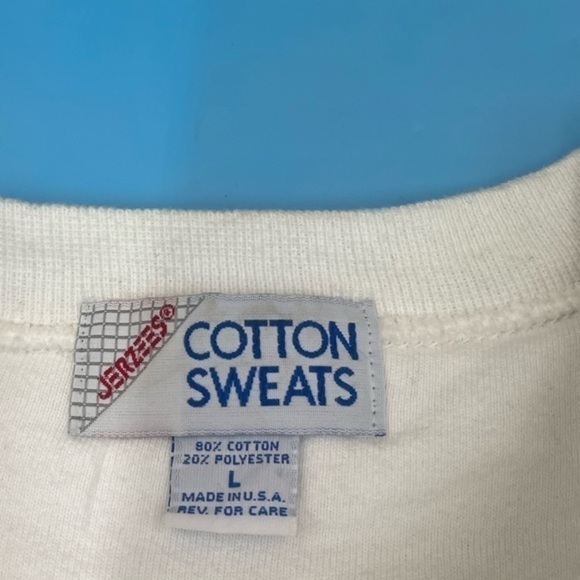 JERZEES®
COTTON
SWEATS
80% COTTON
20% POLYESTER
L
MADE IN U.S.A.
REV. FOR CARE